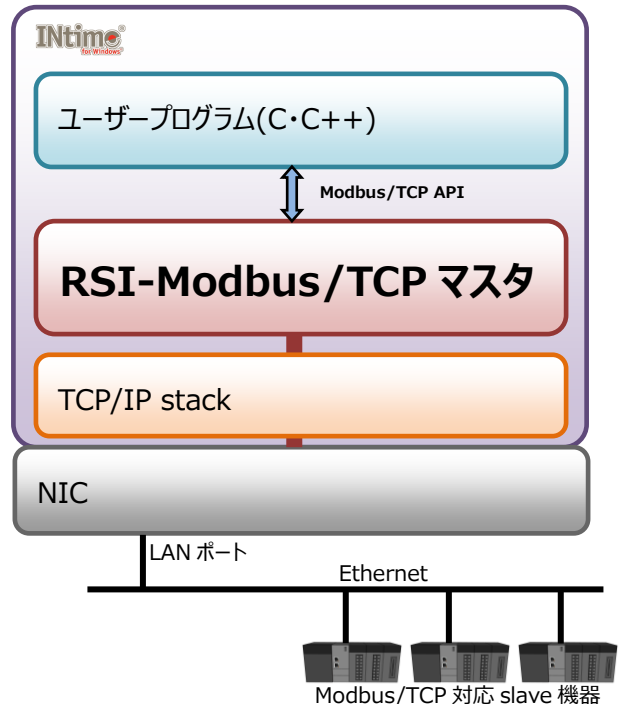 INtime®
for Windows®
ユーザープログラム(C・C++)
Modbus/TCP API
RSI-Modbus/TCP マスタ
TCP/IP stack
NIC
LAN ポート
Ethernet
Modbus/TCP 対応 slave 機器